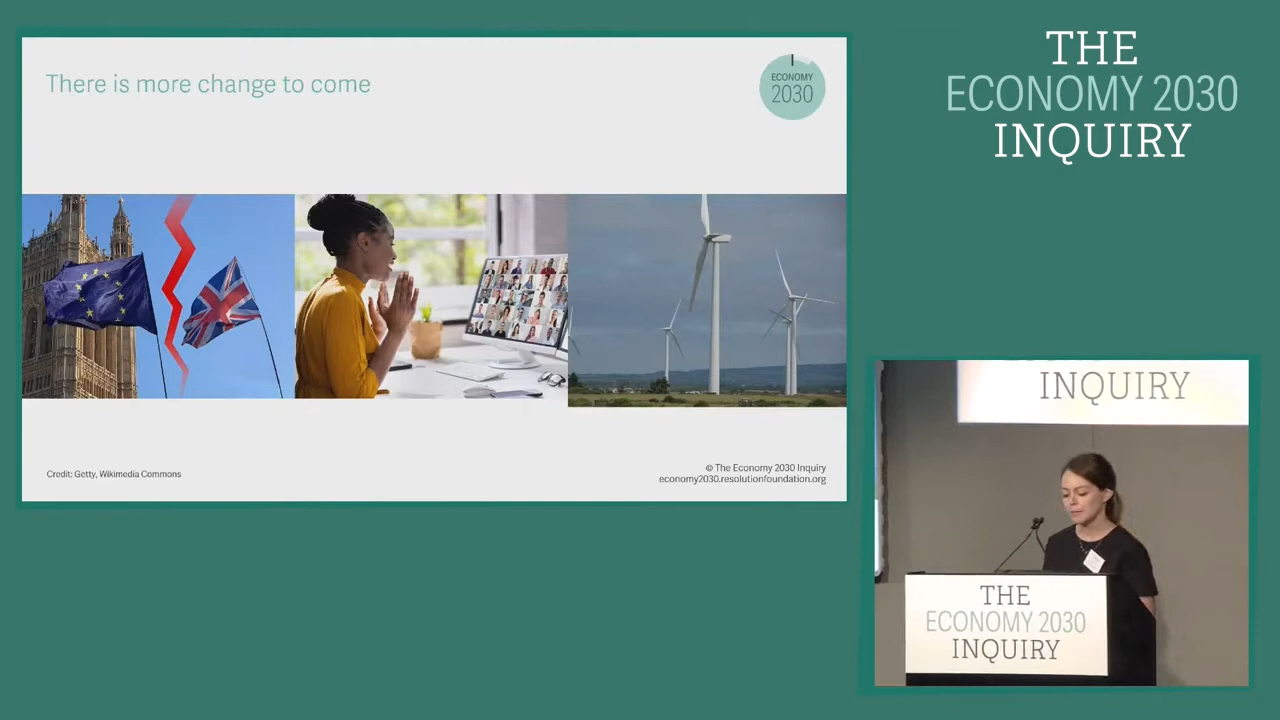 There is more change to come
ECONOMY
2030
Credit: Getty, Wikimedia Commons
© The Economy 2030 Inquiry
economy2030.resolutionfoundation.org
THE
ECONOMY 2030
INQUIRY
INQUIRY
THE
ECONOMY 2030
INQUIRY